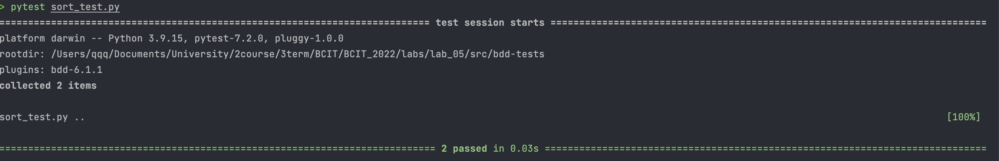 > pytest sort_test.py
=========================================================================== test session starts ============================================================================
platform darwin -- Python 3.9.15, pytest-7.2.0, pluggy-1.0.0
rootdir: /Users/qqq/Documents/University/2course/3term/BCIT/BCIT_2022/labs/lab_05/src/bdd-tests
plugins: bdd-6.1.1
collected 2 items
sort_test.py .. [100%]
============================================================================ 2 passed in 0.03s =============================================================================